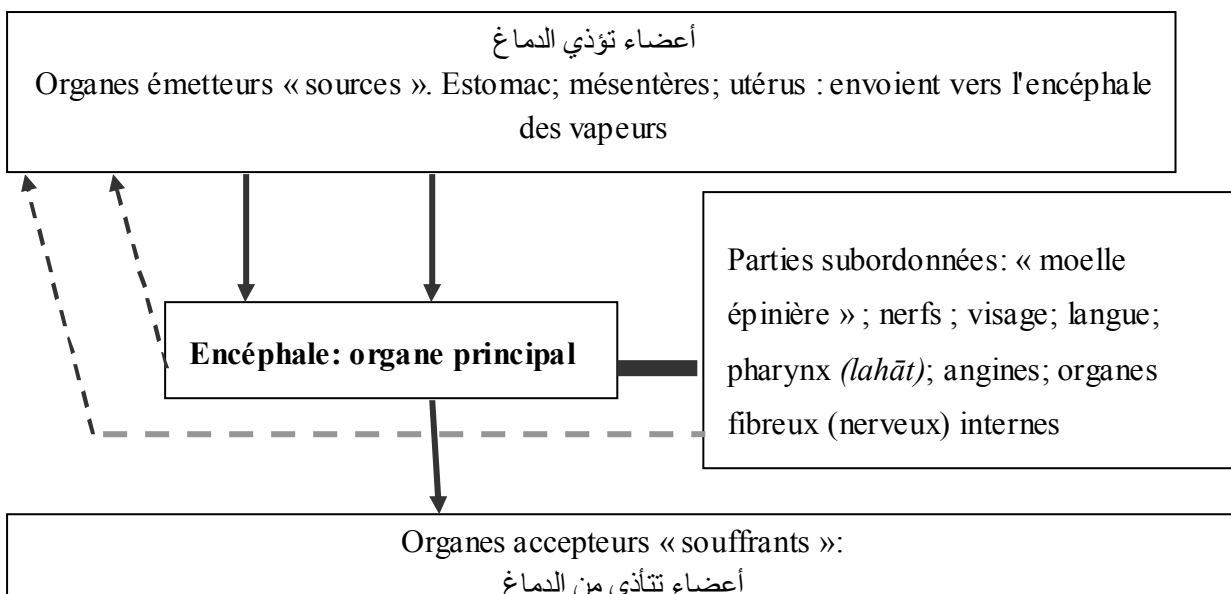 أعضاء تؤذي الدماغ
Organes émetteurs « sources ». Estomac; mésentères; utérus : envoient vers l'encéphale
des vapeurs
Encéphale: organe principal
Parties subordonnées: « moelle
épinière » ; nerfs ; visage; langue;
pharynx (lahāt); angines; organes
fibreux (nerveux) internes
Organes accepteurs « souffrants »:
أعضاء تتأذى من الدماغ